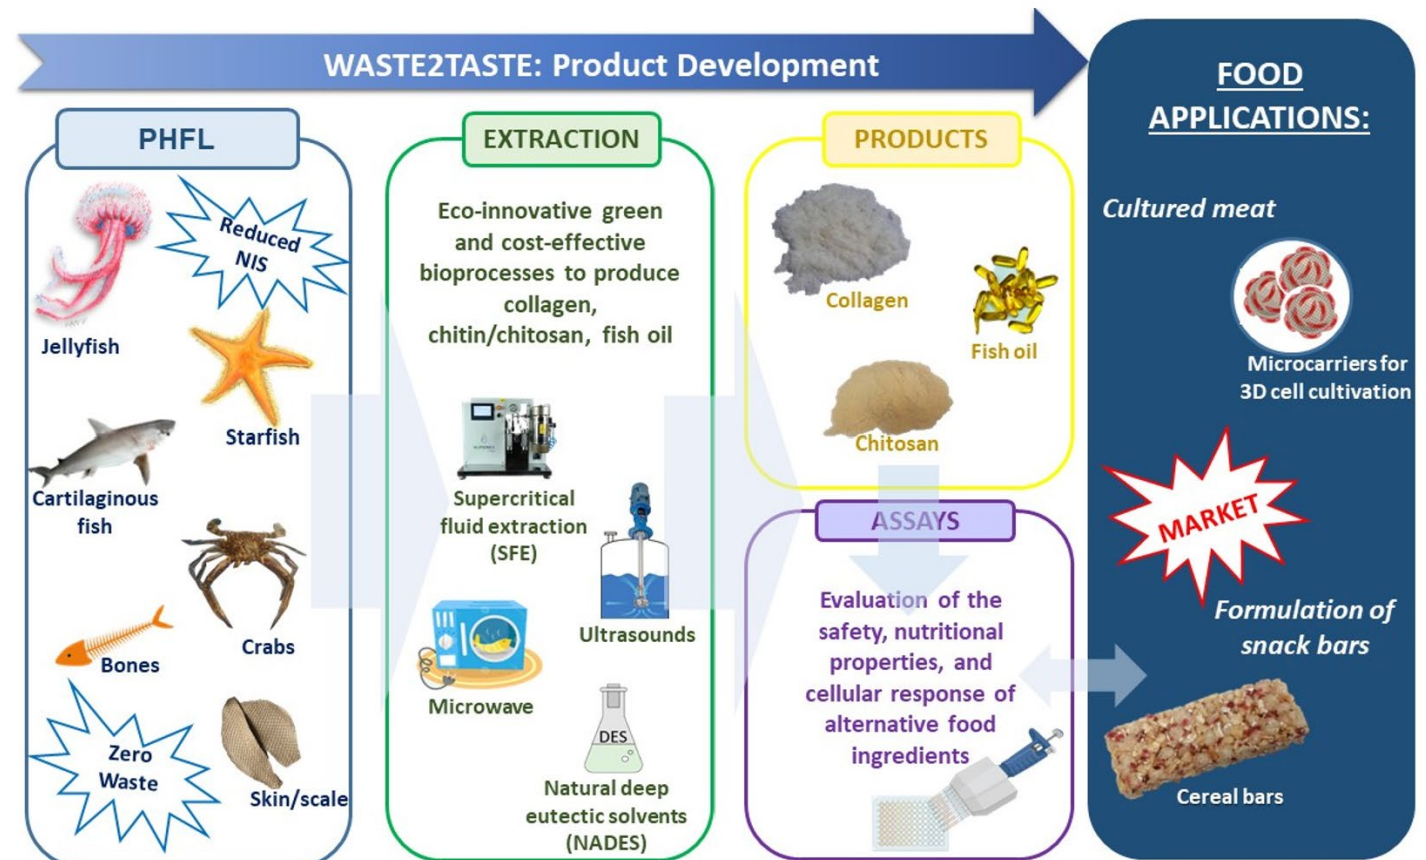 WASTE2TASTE: Product Development
PHFL
Reduced
NIS
Jellyfish
Starfish
Cartilaginous
fish
Crabs
Bones
Zero
Waste
Skin/scale
EXTRACTION
Eco-innovative green
and cost-effective
bioprocesses to produce
collagen,
chitin/chitosan, fish oil
Supercritical
fluid extraction
(SFE)
Ultrasounds
Microwave
DES
Natural deep
eutectic solvents
(NADES)
PRODUCTS
Collagen
Fish oil
Chitosan
ASSAYS
Evaluation of the
safety, nutritional
properties, and
cellular response of
alternative food
ingredients
FOOD
APPLICATIONS:
Cultured meat
Microcarriers for
3D cell cultivation
MARKET
Formulation of
snack bars
Cereal bars